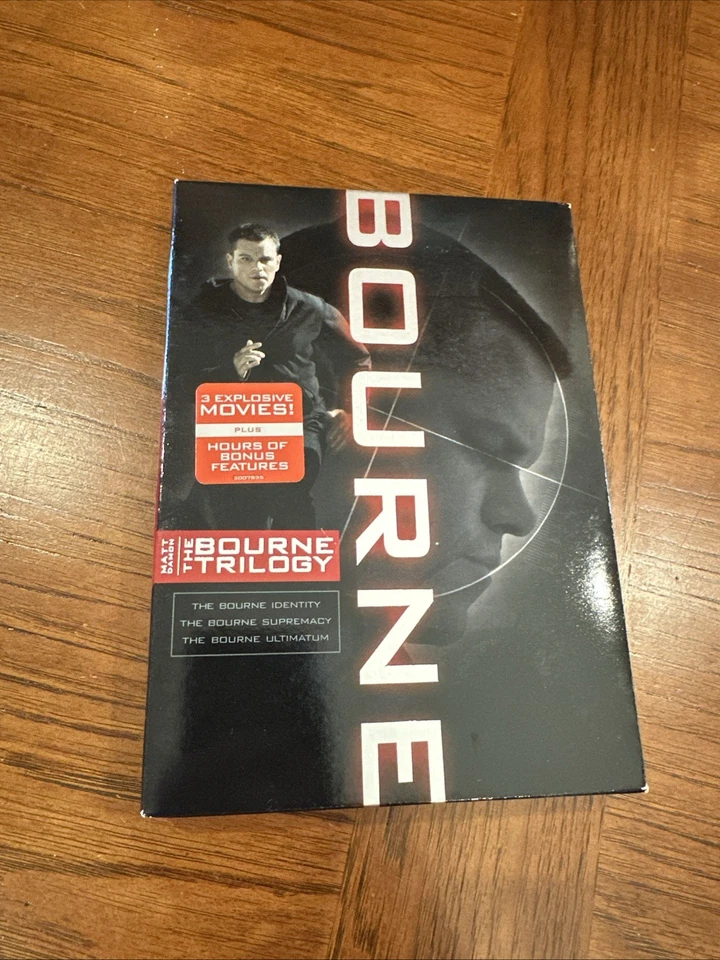 BOURNE
3 EXPLOSIVE
MOVIES!
PLUS
HOURS OF
BONUS
FEATURES
MATT
DAMON
THE
BOURNE
TRILOGY
THE BOURNE IDENTITY
THE BOURNE SUPREMACY
THE BOURNE ULTIMATUM